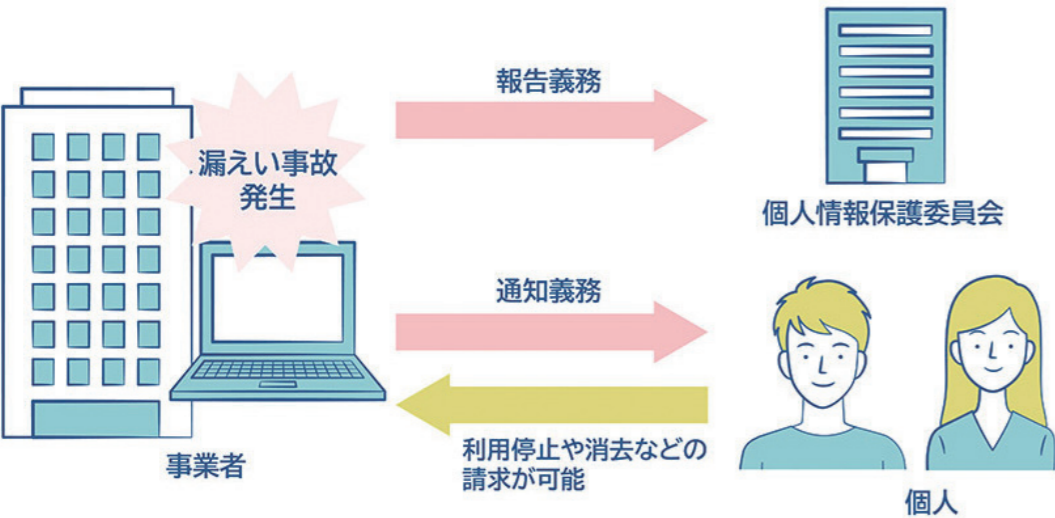 漏えい事故
発生
報告義務
個人情報保護委員会
通知義務
利用停止や消去などの
請求が可能
事業者
個人